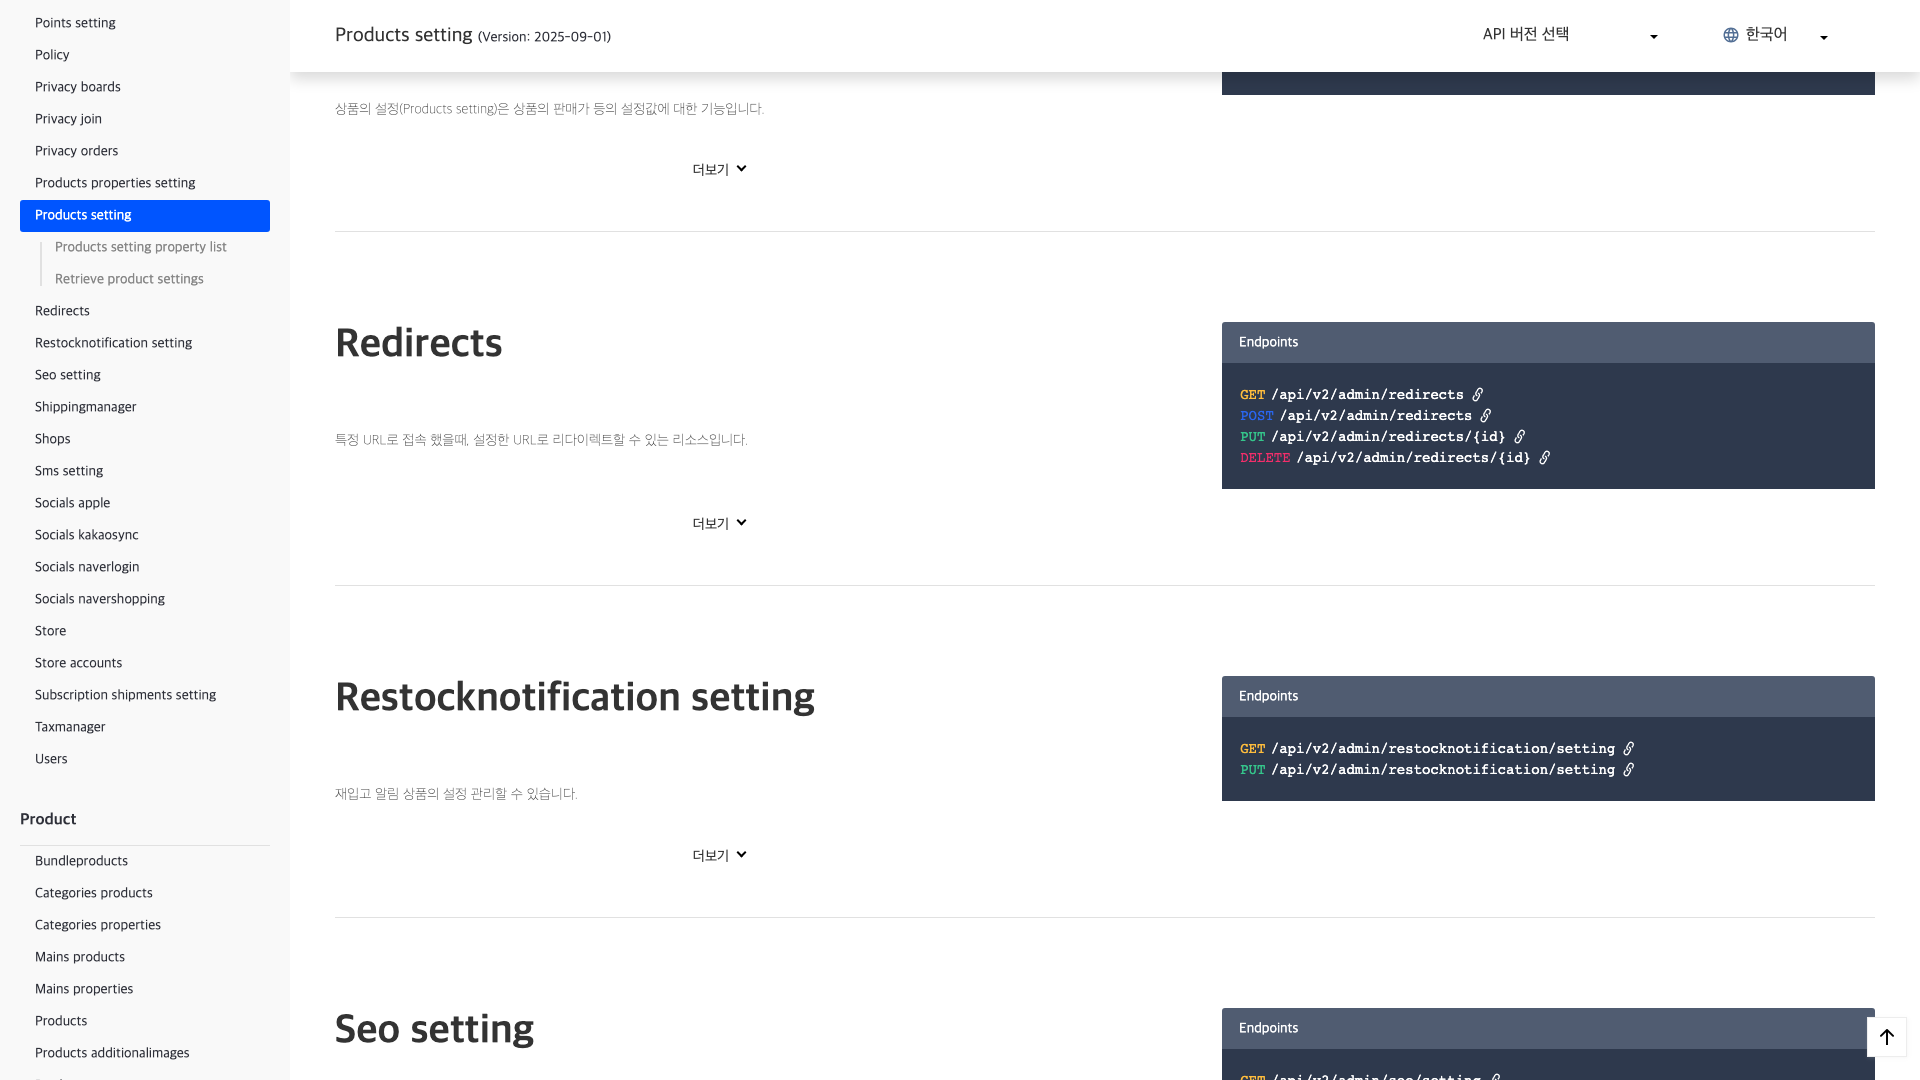 Points setting
Policy
Privacy boards
Privacy join
Privacy orders
Products properties setting
Products setting
Products setting property list
Retrieve product settings
Redirects
Restocknotification setting
Seo setting
Shippingmanager
Shops
Sms setting
Socials apple
Socials kakaosync
Socials naverlogin
Socials navershopping
Store
Store accounts
Subscription shipments setting
Taxmanager
Users
Product
Bundleproducts
Categories products
Categories properties
Mains products
Mains properties
Products
Products additionalimages
Products setting (Version: 2025-09-01)
API 버전 선택
한국어
상품의 설정(Products setting)은 상품의 판매가 등의 설정값에 대한 기능입니다.
더보기
Redirects
특정 URL로 접속 했을때, 설정한 URL로 리다이렉트할 수 있는 리소스입니다.
더보기
Endpoints
GET /api/v2/admin/redirects
POST /api/v2/admin/redirects
PUT /api/v2/admin/redirects/{id}
DELETE /api/v2/admin/redirects/{id}
Restocknotification setting
재입고 알림 상품의 설정 관리할 수 있습니다.
더보기
Endpoints
GET /api/v2/admin/restocknotification/setting
PUT /api/v2/admin/restocknotification/setting
Seo setting
Endpoints
GET /api/v2/admin/seo/setting